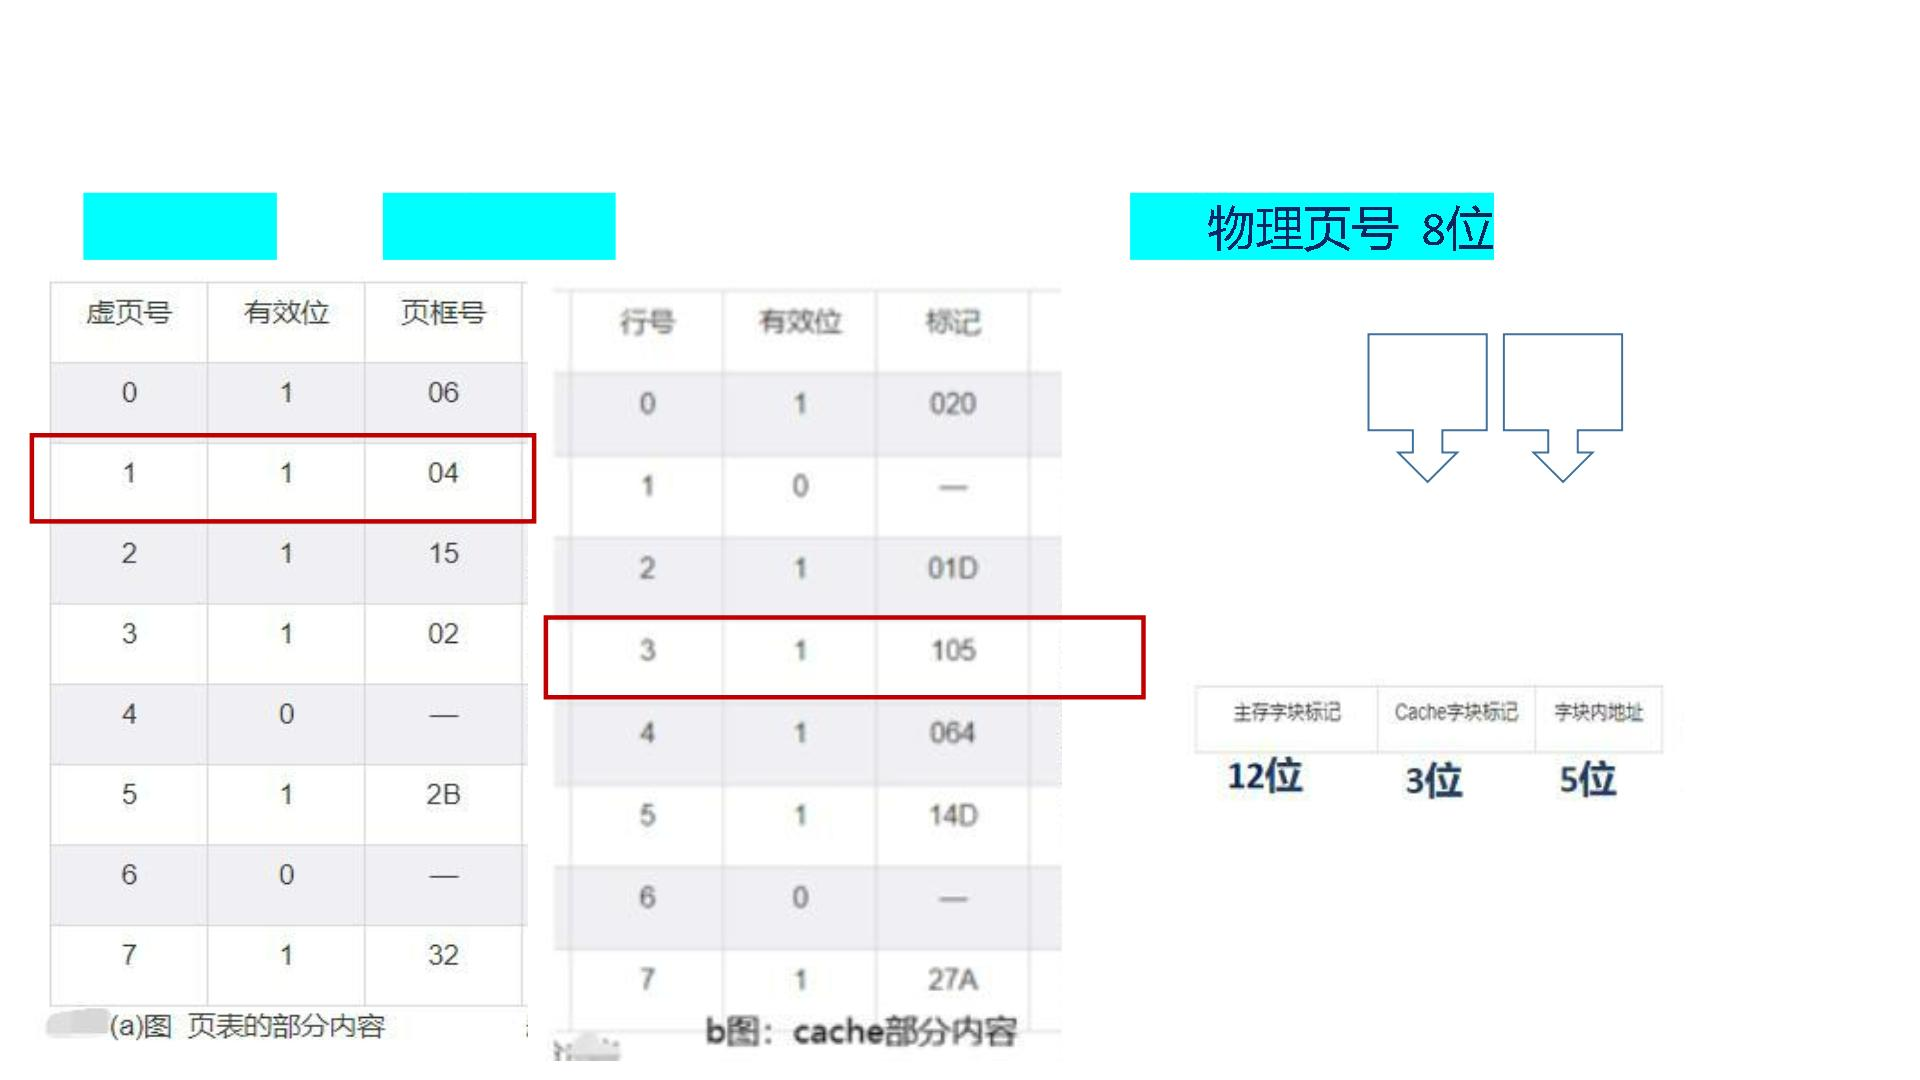 物理页号 8位
虚页号 有效位 页框号
0 1 06
1 1 04
2 1 15
3 1 02
4 0 —
5 1 2B
6 0 —
7 1 32
(a)图 页表的部分内容
行号 有效位 标记
0 1 020
1 0 —
2 1 01D
3 1 105
4 1 064
5 1 14D
6 0 —
7 1 27A
b图：cache部分内容
主存字块标记 Cache字块标记 字块内地址
12位 3位 5位